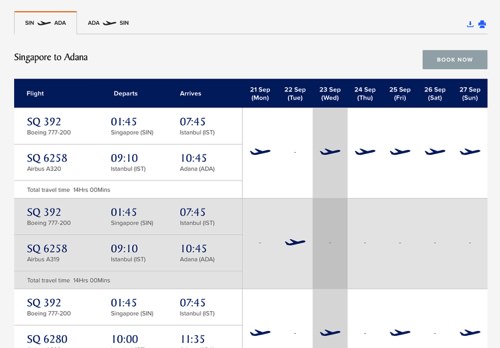 SIN ADA ADA SIN
Singapore to Adana
BOOK NOW
Flight Departs Arrives 21 Sep (Mon) 22 Sep (Tue) 23 Sep (Wed) 24 Sep (Thu) 25 Sep (Fri) 26 Sep (Sat) 27 Sep (Sun)
SQ 392 01:45 07:45
Boeing 777-200 Singapore (SIN) Istanbul (IST)
- 
SQ 6258 09:10 10:45
Airbus A320 Istanbul (IST) Adana (ADA)
Total travel time 14Hrs 00Mins
SQ 392 01:45 07:45
Boeing 777-200 Singapore (SIN) Istanbul (IST)
- - - - - -
SQ 6258 09:10 10:45
Airbus A319 Istanbul (IST) Adana (ADA)
Total travel time 14Hrs 00Mins
SQ 392 01:45 07:45
Boeing 777-200 Singapore (SIN) Istanbul (IST)
- - -
SQ 6280 10:00 11:35